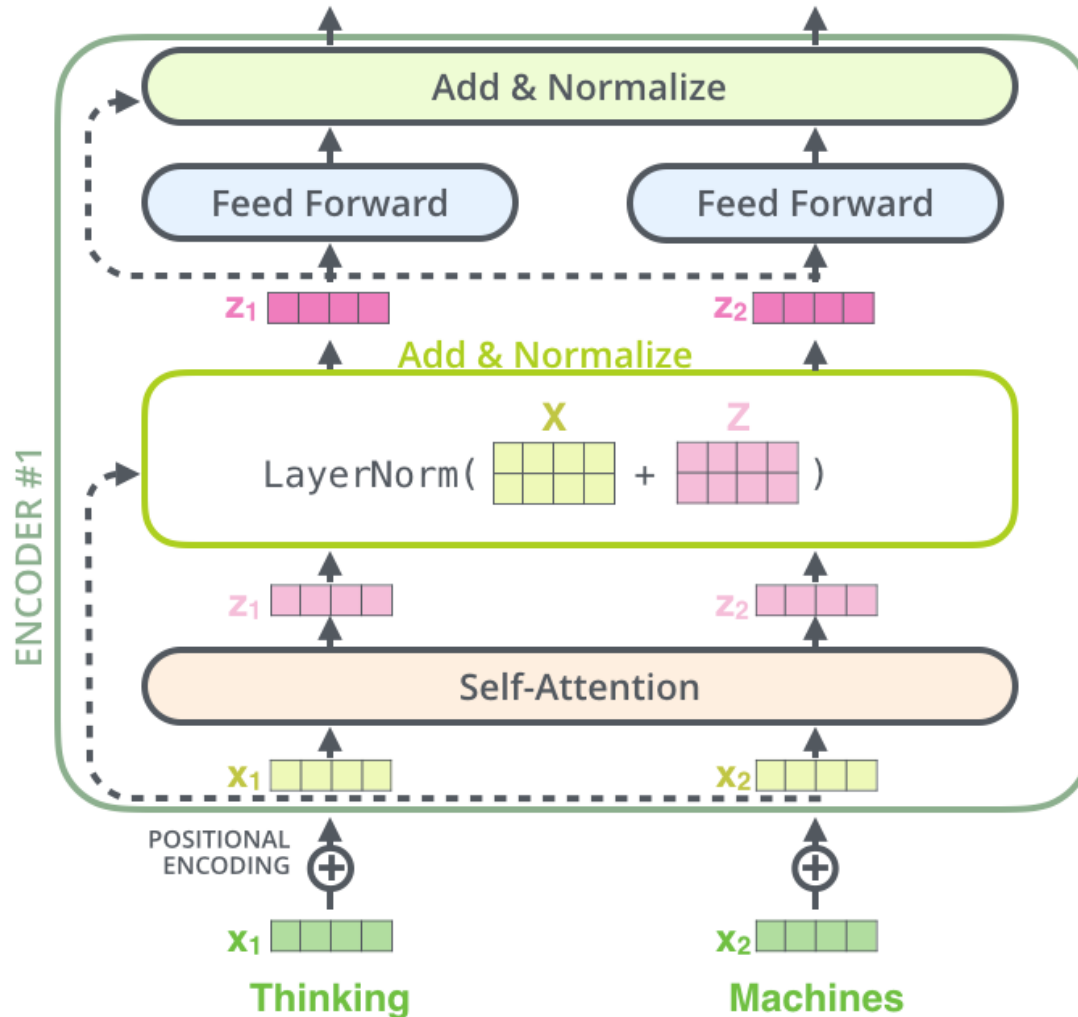 Add & Normalize
Feed Forward Feed Forward
z1 z2
Add & Normalize
X Z
LayerNorm( + )
ENCODER #1
z1 z2
Self-Attention
x1 x2
POSITIONAL
ENCODING
x1 x2
Thinking Machines